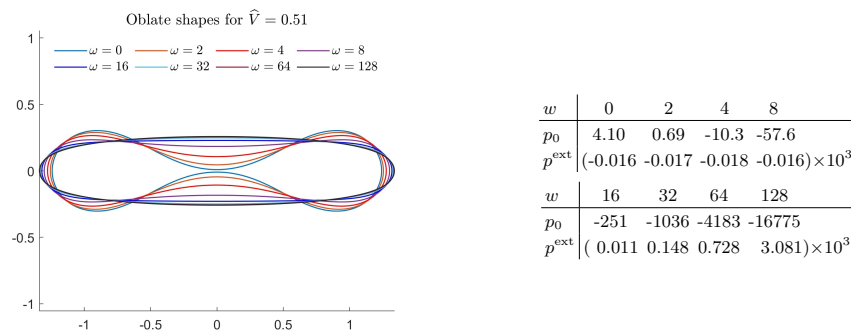 Oblate shapes for V̂ = 0.51
ω = 0 ω = 2 ω = 4 ω = 8
ω = 16 ω = 32 ω = 64 ω = 128
1
0.5
0
-0.5
-1
-1 -0.5 0 0.5 1
w 0 2 4 8
p₀ 4.10 0.69 -10.3 -57.6
pᵉˣᵗ (-0.016 -0.017 -0.018 -0.016)×10³
w 16 32 64 128
p₀ -251 -1036 -4183 -16775
pᵉˣᵗ ( 0.011 0.148 0.728 3.081)×10³